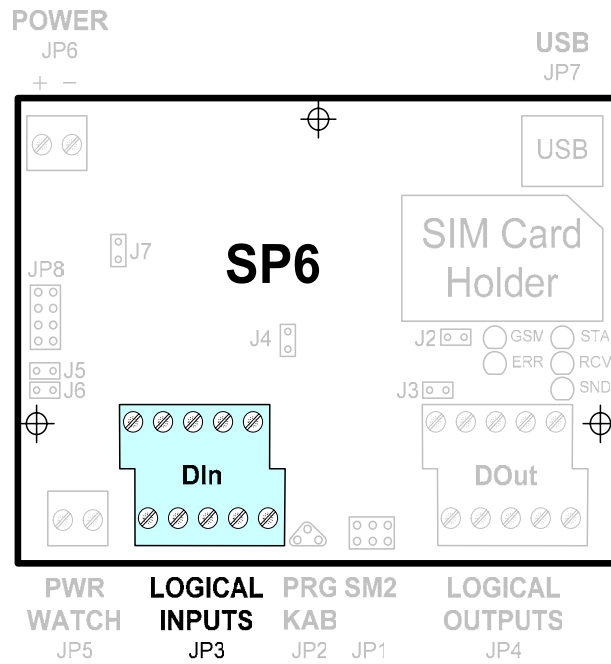 POWER
JP6
+ −
USB
JP7
USB
SIM Card
Holder
J7
SP6
JP8
J4
J2
GSM
STA
ERR
RCV
J5
J6
J3
SND
DIn
DOut
PWR
WATCH
JP5
LOGICAL
INPUTS
JP3
PRG SM2
KAB
JP2 JP1
LOGICAL
OUTPUTS
JP4